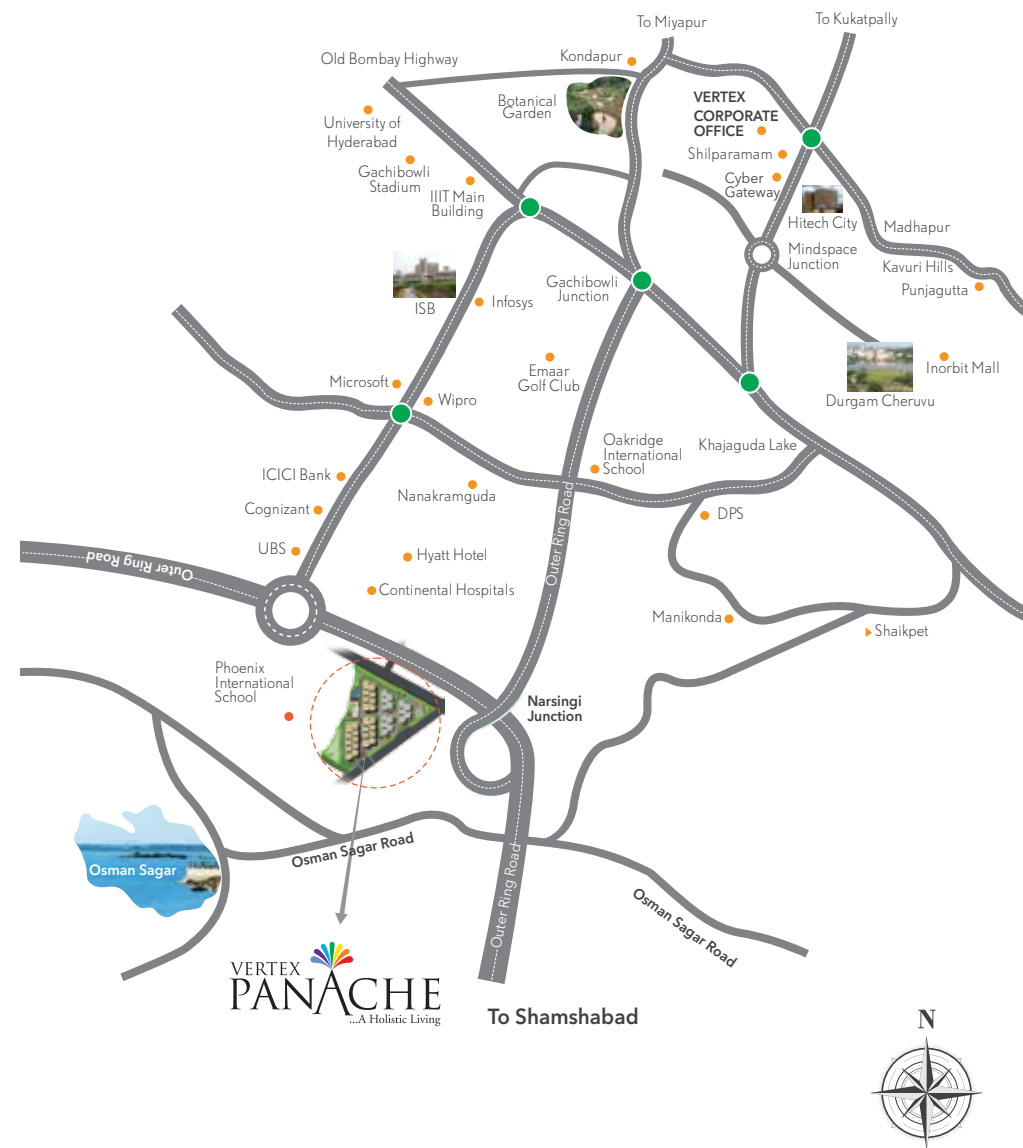 To Miyapur
To Kukatpally
Old Bombay Highway
Kondapur
Botanical
Garden
VERTEX
CORPORATE
OFFICE
University of
Hyderabad
Shilparamam
Gachibowli
Stadium
Cyber
Gateway
IIIT Main
Building
Hitech City
Madhapur
Mindspace
Junction
Kavuri Hills
Punjagutta
Gachibowli
Junction
ISB
Infosys
Emaar
Golf Club
Inorbit Mall
Durgam Cheruvu
Microsoft
Wipro
Oakridge
International
School
Khajaguda Lake
ICICI Bank
Nanakramguda
Cognizant
DPS
Outer Ring Road
UBS
Hyatt Hotel
Outer Ring Road
Continental Hospitals
Manikonda
Shaikpet
Phoenix
International
School
Narsingi
Junction
Osman Sagar
Osman Sagar Road
Outer Ring Road
Osman Sagar Road
VERTEX
PANACHE
...A Holistic Living
To Shamshabad
N